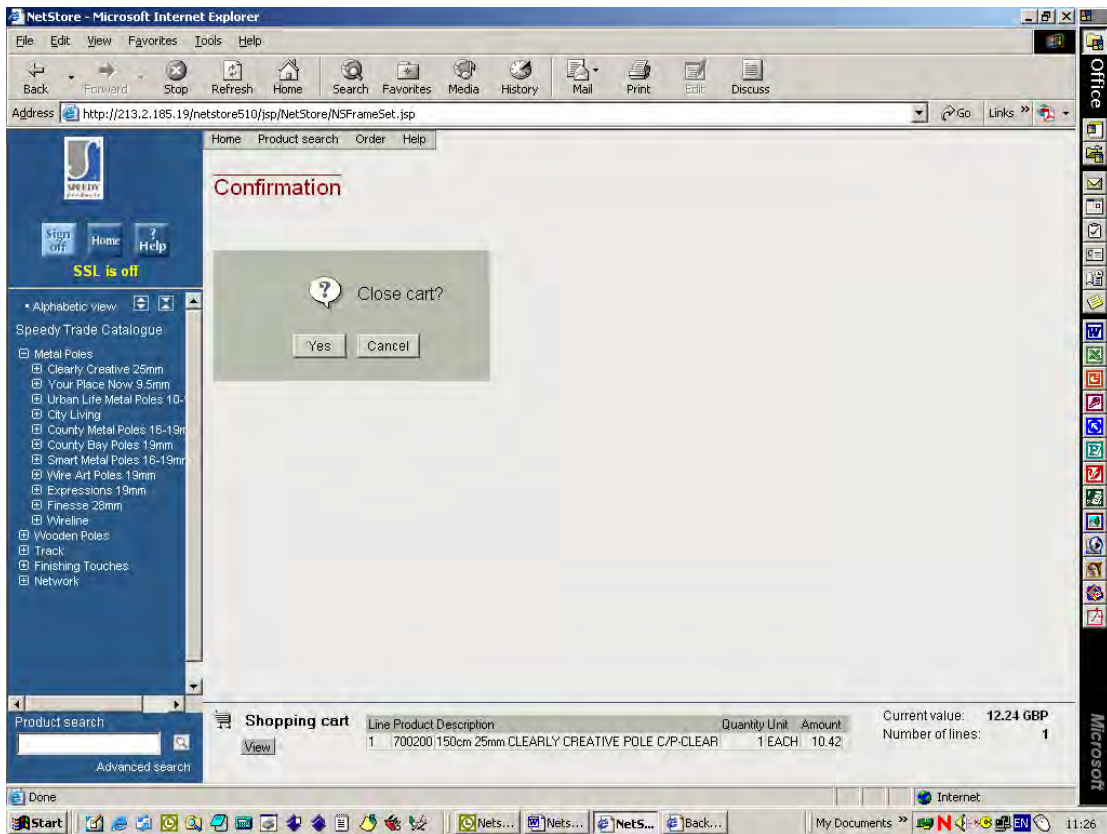 NetStore - Microsoft Internet Explorer
File Edit View Favorites Tools Help
Back Forward Stop Refresh Home Search Favorites Media History Mail Print Edit Discuss
Address http://213.2.185.19/netstore510/jsp/NetStore/NSFrameSet.jsp Go Links »
Home Product search Order Help
SPEEDY
products
Sign off Home ? Help
SSL is off
Confirmation
? Close cart?
Yes Cancel
Alphabetic view
Speedy Trade Catalogue
Metal Poles
Clearly Creative 25mm
Your Place Now 9.5mm
Urban Life Metal Poles 10-
City Living
County Metal Poles 16-19m
County Bay Poles 19mm
Smart Metal Poles 16-19mm
Wire Art Poles 19mm
Expressions 19mm
Finesse 28mm
Wireline
Wooden Poles
Track
Finishing Touches
Network
Product search
Advanced search
Shopping cart
View
Line Product Description Quantity Unit Amount
1 700200 150cm 25mm CLEARLY CREATIVE POLE C/P-CLEAR 1 EACH 10.42
Current value: 12.24 GBP
Number of lines: 1
Done Internet
Start Nets... Nets... NetS... Back... My Documents » EN 11:26
Office
Microsoft